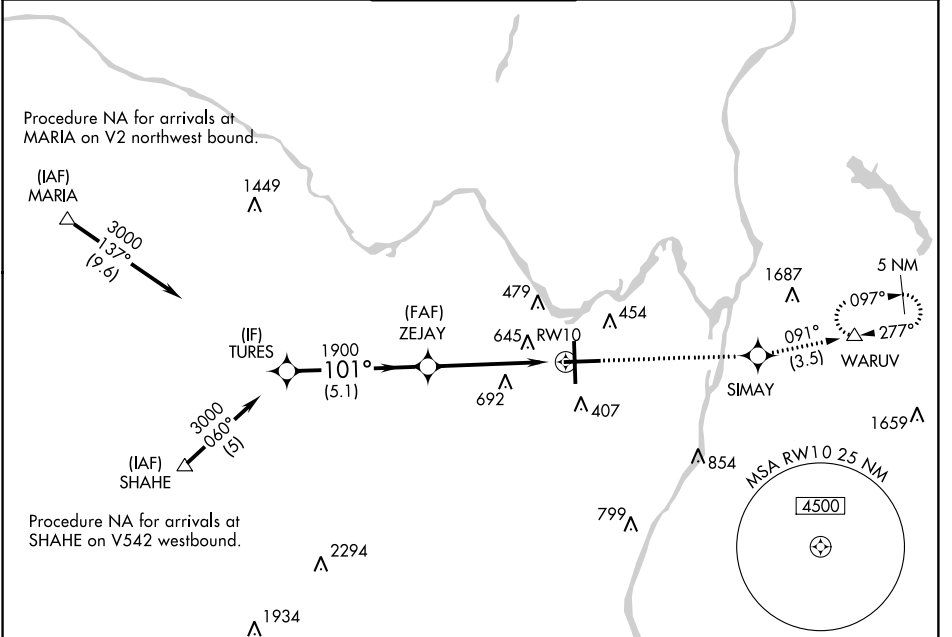 Procedure NA for arrivals at
MARIA on V2 northwest bound.
(IAF)
MARIA
1449
3000
137°
(9.6)
5 NM
1687
097°
277°
WARUV
479
454
(FAF)
ZEJAY
645
RW10
091°
(3.5)
(IF)
TURES
1900
101°
(5.1)
SIMAY
692
407
1659
3000
060°
(5)
(IAF)
SHAHE
854
MSA RW10 25 NM
4500
Procedure NA for arrivals at
SHAHE on V542 westbound.
799
2294
1934